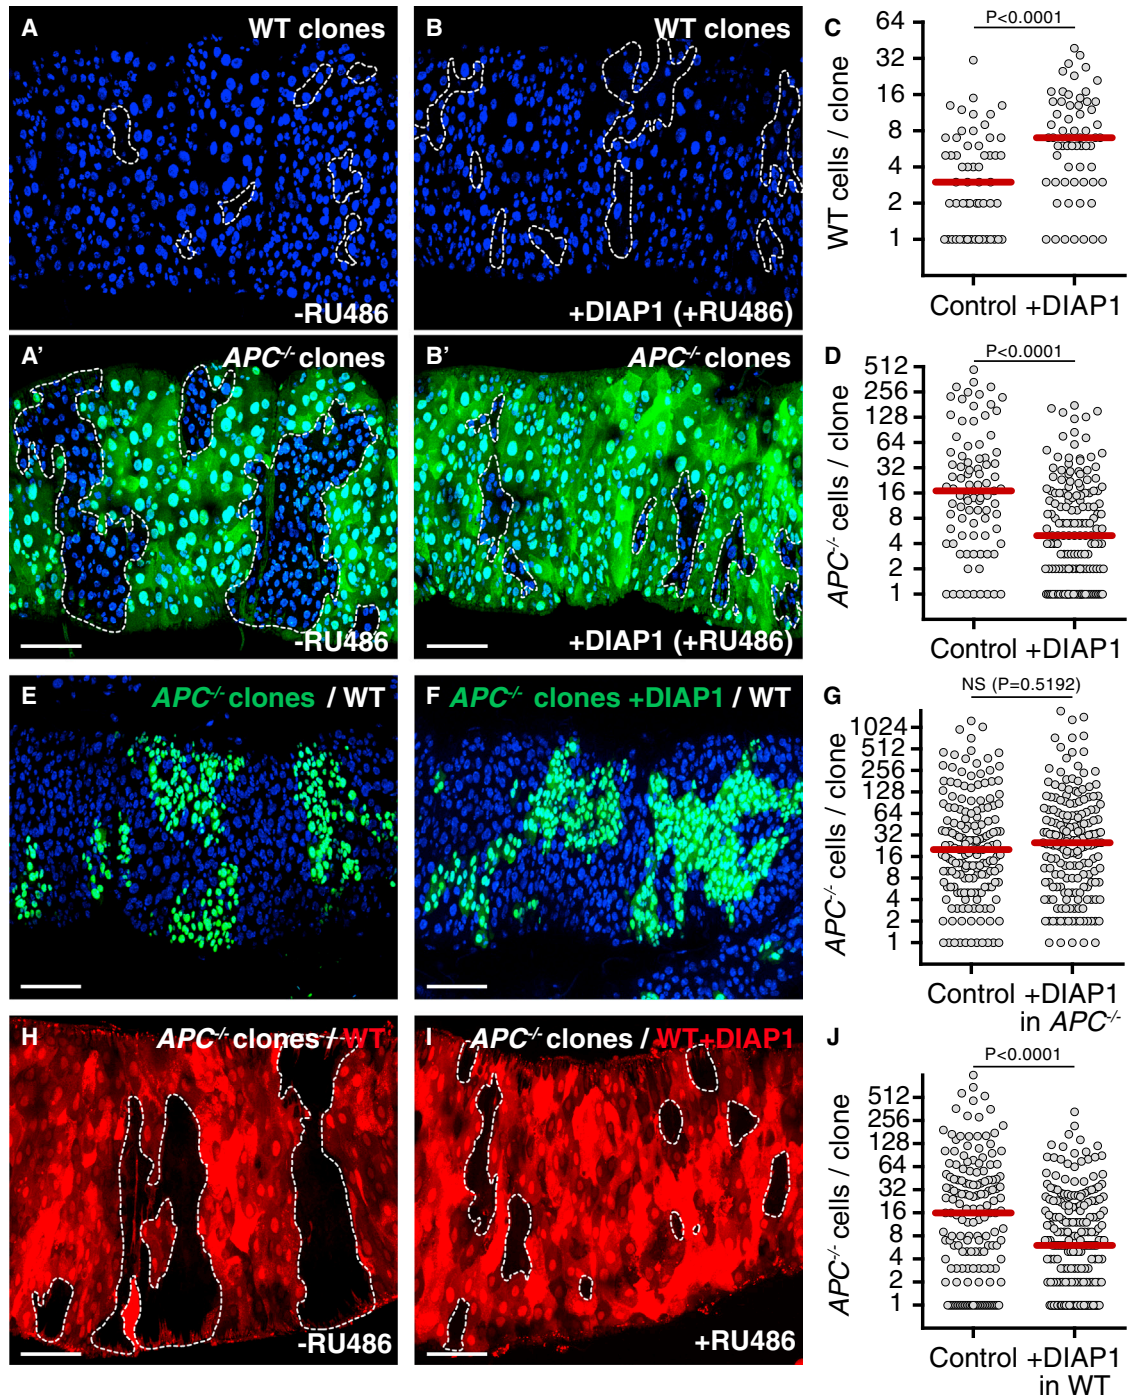 A WT clones
-RU486
B WT clones
+DIAP1 (+RU486)
C
P<0.0001
WT cells / clone
64
32
16
8
4
2
1
Control +DIAP1
A' APC-/- clones
-RU486
B' APC-/- clones
+DIAP1 (+RU486)
D
P<0.0001
APC-/- cells / clone
512
256
128
64
32
16
8
4
2
1
Control +DIAP1
E APC-/- clones / WT
F APC-/- clones +DIAP1 / WT
G
NS (P=0.5192)
APC-/- cells / clone
1024
512
256
128
64
32
16
8
4
2
1
Control +DIAP1
in APC-/-
H APC-/- clones / WT
-RU486
I APC-/- clones / WT+DIAP1
+RU486
J
P<0.0001
APC-/- cells / clone
512
256
128
64
32
16
8
4
2
1
Control +DIAP1
in WT